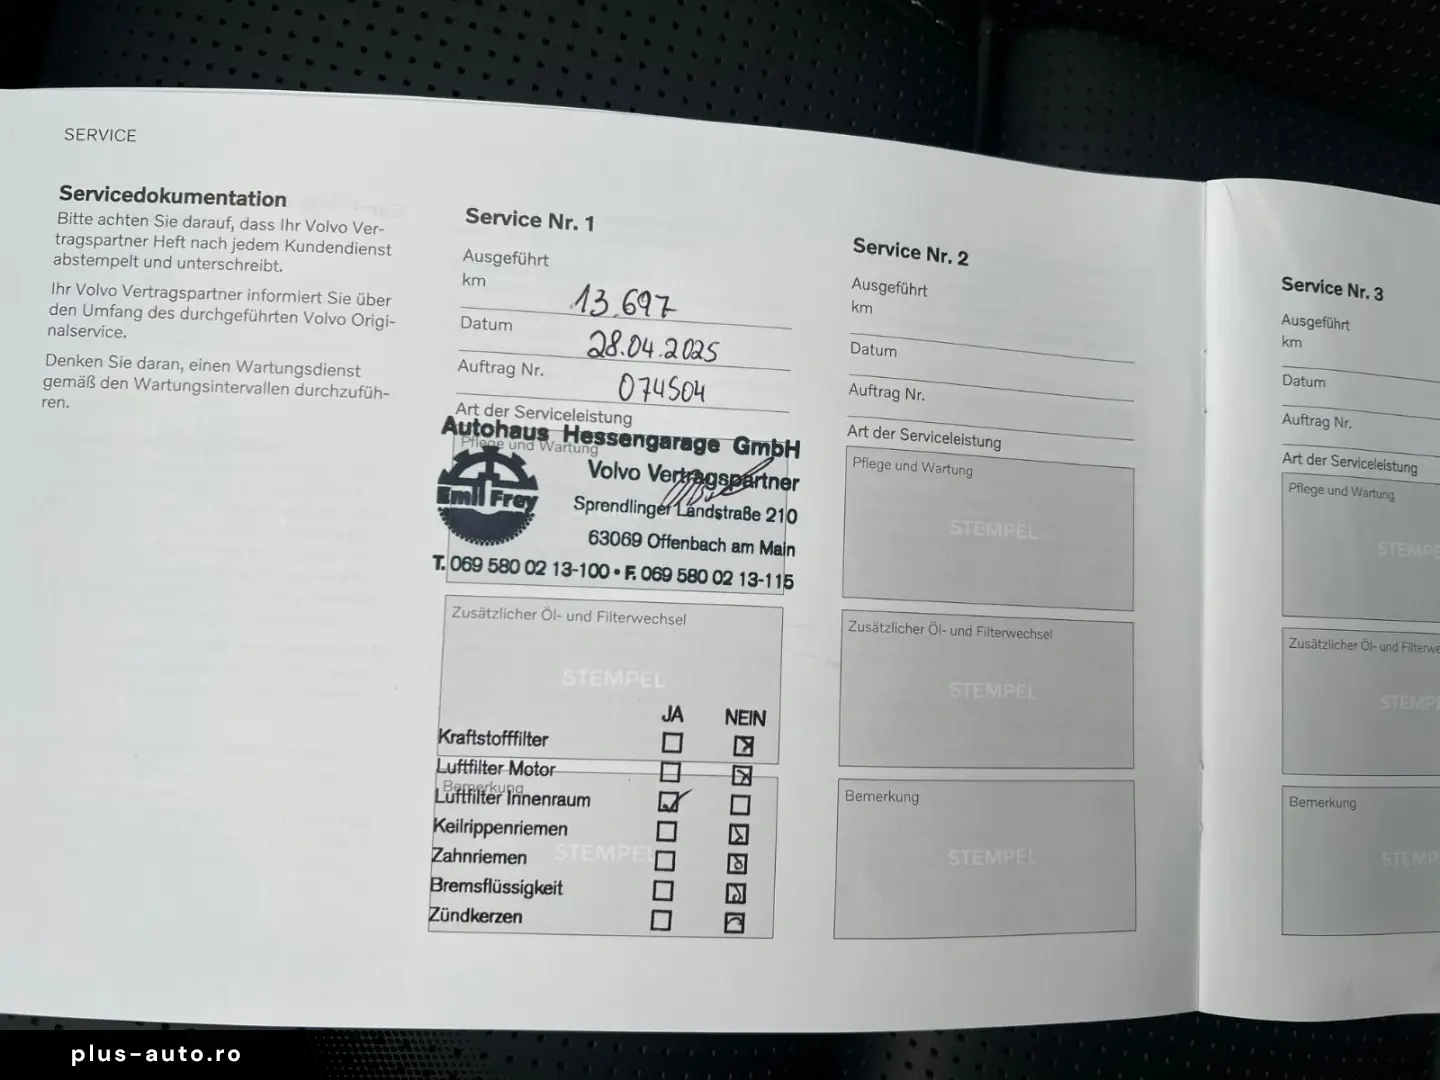 SERVICE
Servicedokumentation
Bitte achten Sie darauf, dass Ihr Volvo Ver-
tragspartner Heft nach jedem Kundendienst
abstempelt und unterschreibt.
Ihr Volvo Vertragspartner informiert Sie über
den Umfang des durchgeführten Volvo Origi-
nalservice.
Denken Sie daran, einen Wartungsdienst
gemäß den Wartungsintervallen durchzufüh-
ren.
Service Nr. 1
Ausgeführt
km 13.697
Datum 28.04.2025
Auftrag Nr. 074504
Art der Serviceleistung
Pflege und Wartung
Autohaus Hessengarage GmbH
Emil Frey
Volvo Vertragspartner
Sprendlinger Landstraße 210
63069 Offenbach am Main
T. 069 580 02 13-100 • F. 069 580 02 13-115
Zusätzlicher Öl- und Filterwechsel
STEMPEL
JA NEIN
Kraftstofffilter
Luftfilter Motor
Bemerkung
Luftfilter Innenraum
Keilrippenriemen
Zahnriemen
STEMPEL
Bremsflüssigkeit
Zündkerzen
Service Nr. 2
Ausgeführt
km
Datum
Auftrag Nr.
Art der Serviceleistung
Pflege und Wartung
STEMPEL
Zusätzlicher Öl- und Filterwechsel
STEMPEL
Bemerkung
STEMPEL
Service Nr. 3
Ausgeführt
km
Datum
Auftrag Nr.
Art der Serviceleistung
Pflege und Wartung
STEMPE
Zusätzlicher Öl- und Filterwe
STEMP
Bemerkung
STEMP
plus-auto.ro